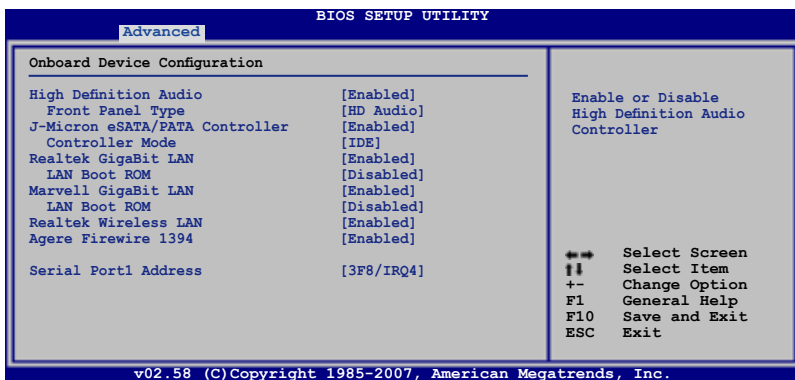 BIOS SETUP UTILITY
Advanced
Onboard Device Configuration
High Definition Audio [Enabled]
Front Panel Type [HD Audio]
J-Micron eSATA/PATA Controller [Enabled]
Controller Mode [IDE]
Realtek GigaBit LAN [Enabled]
LAN Boot ROM [Disabled]
Marvell GigaBit LAN [Enabled]
LAN Boot ROM [Disabled]
Realtek Wireless LAN [Enabled]
Agere Firewire 1394 [Enabled]
Serial Port1 Address [3F8/IRQ4]
Enable or Disable
High Definition Audio
Controller
←→ Select Screen
↑↓ Select Item
+- Change Option
F1 General Help
F10 Save and Exit
ESC Exit
v02.58 (C)Copyright 1985-2007, American Megatrends, Inc.